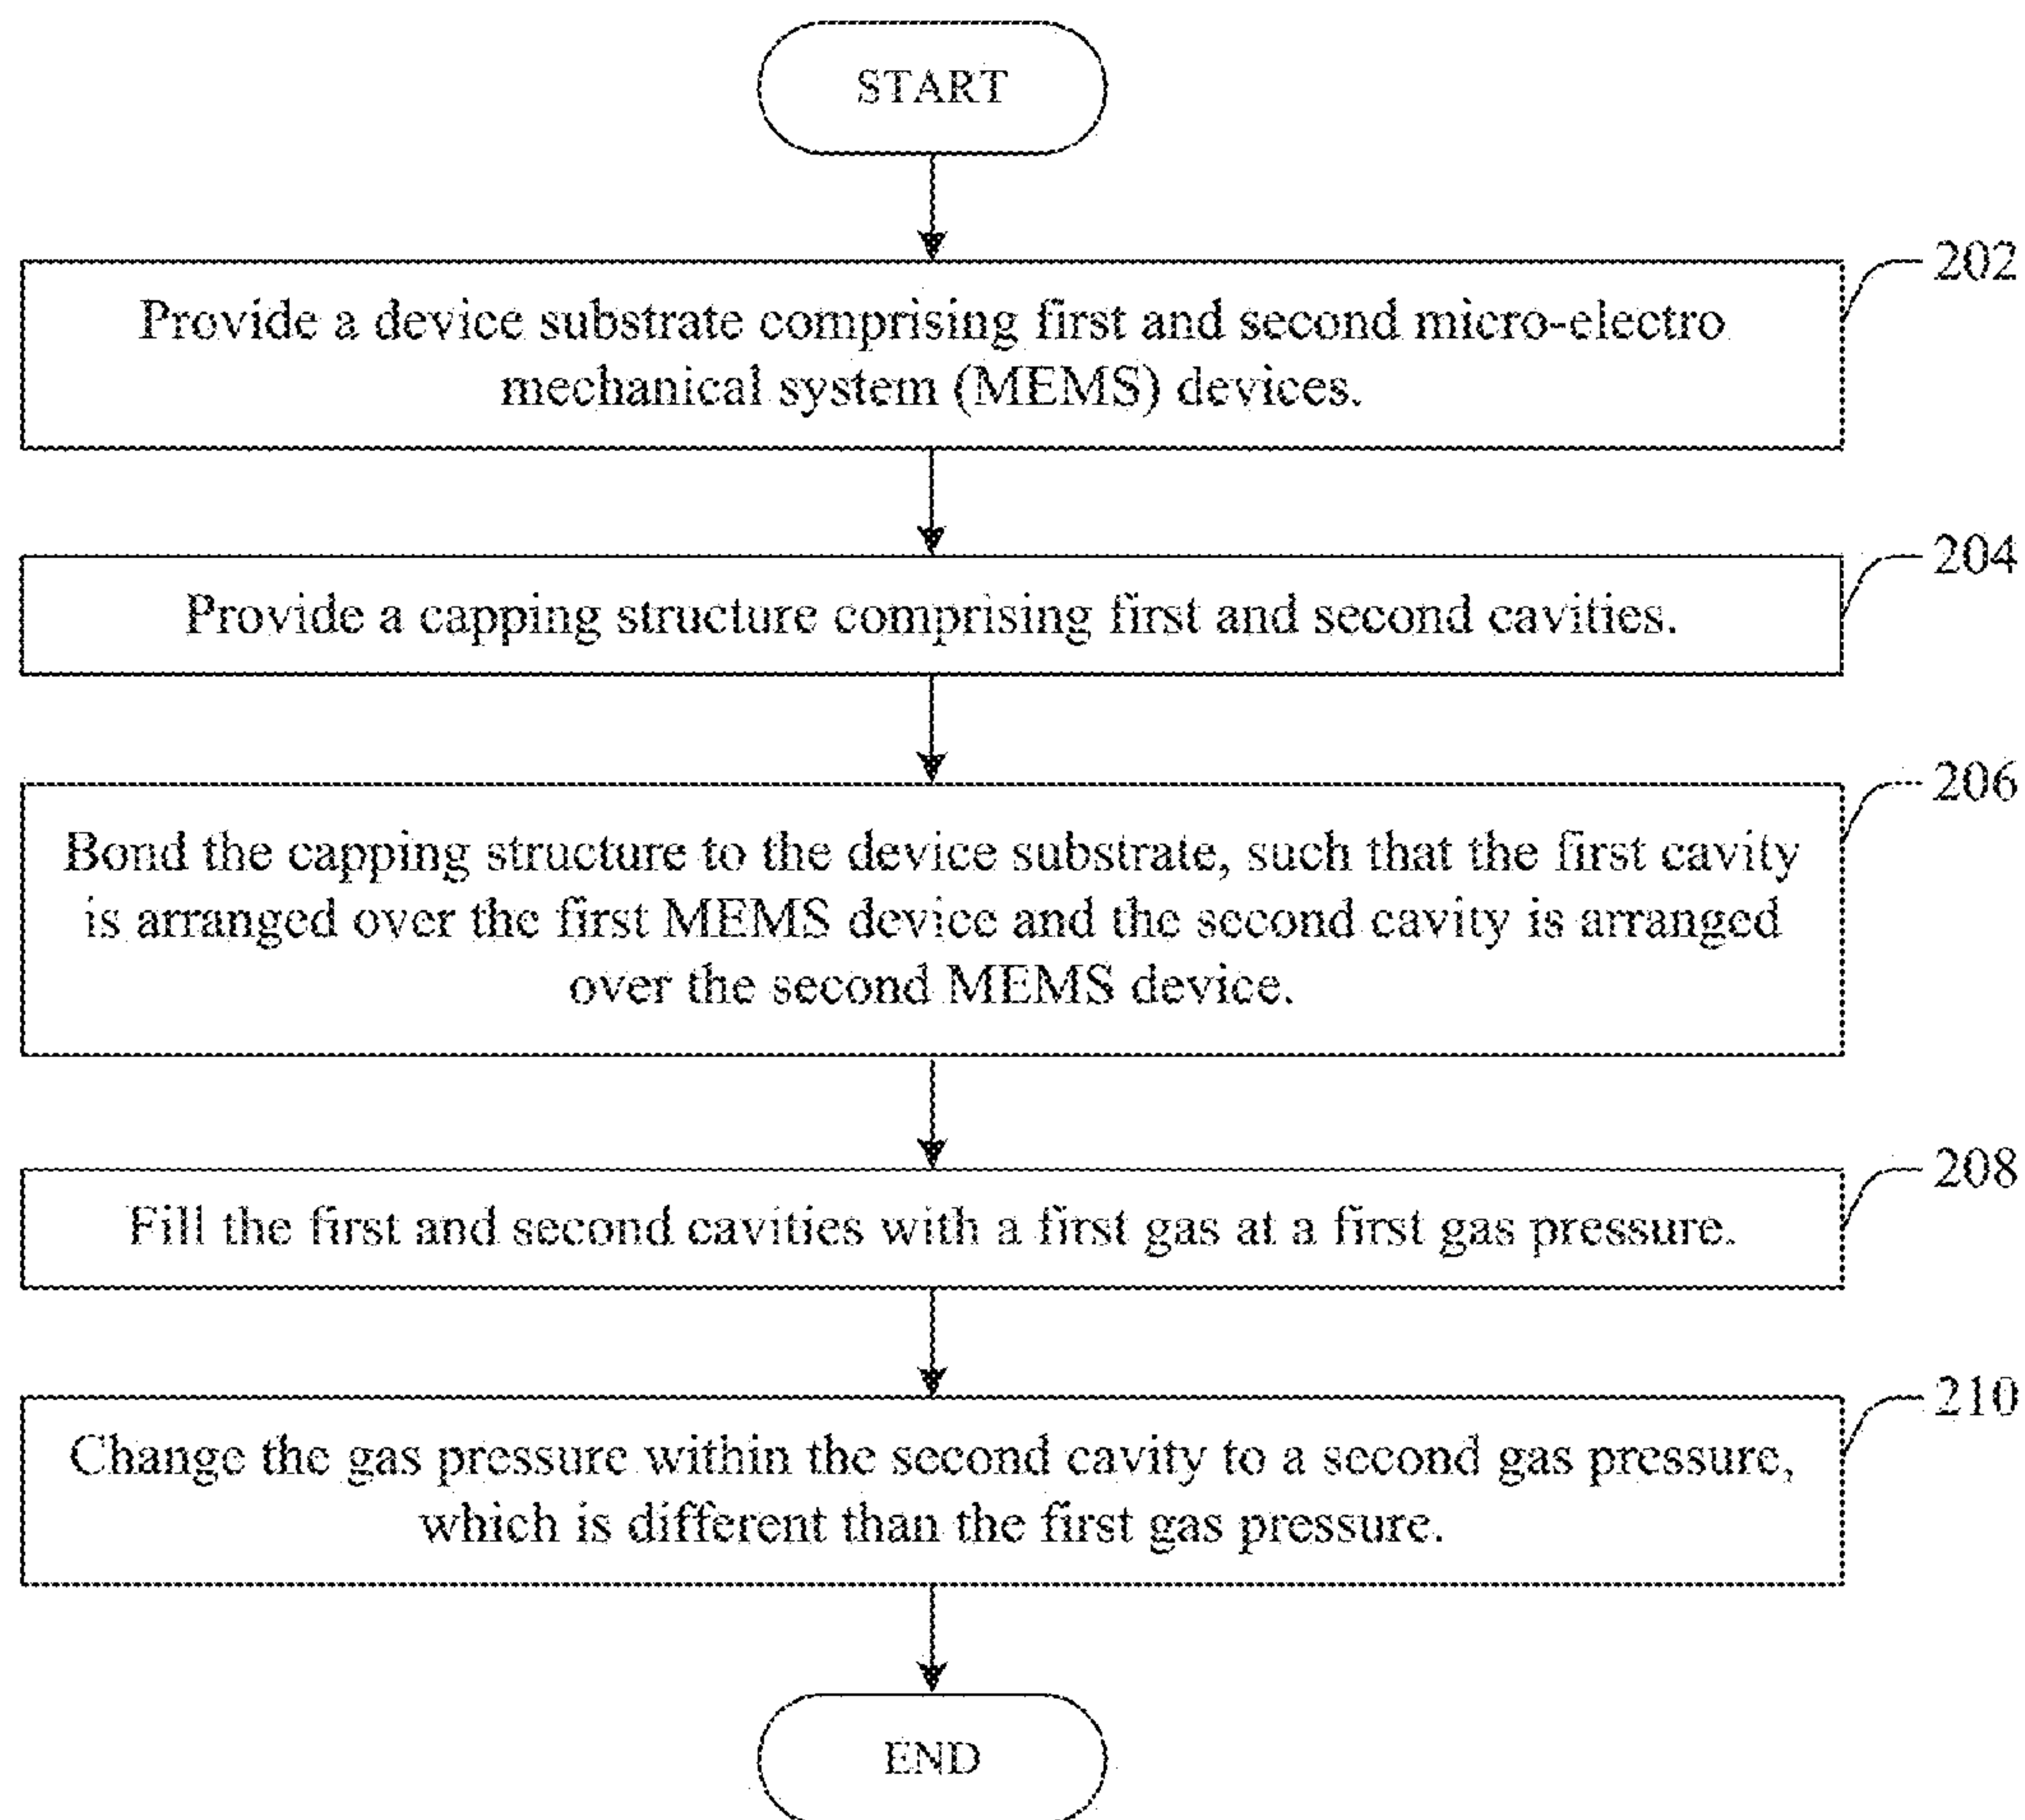 START
202
Provide a device substrate comprising first and second micro-electro
mechanical system (MEMS) devices.
204
Provide a capping structure comprising first and second cavities.
206
Bond the capping structure to the device substrate, such that the first cavity
is arranged over the first MEMS device and the second cavity is arranged
over the second MEMS device.
208
Fill the first and second cavities with a first gas at a first gas pressure.
210
Change the gas pressure within the second cavity to a second gas pressure,
which is different than the first gas pressure.
END